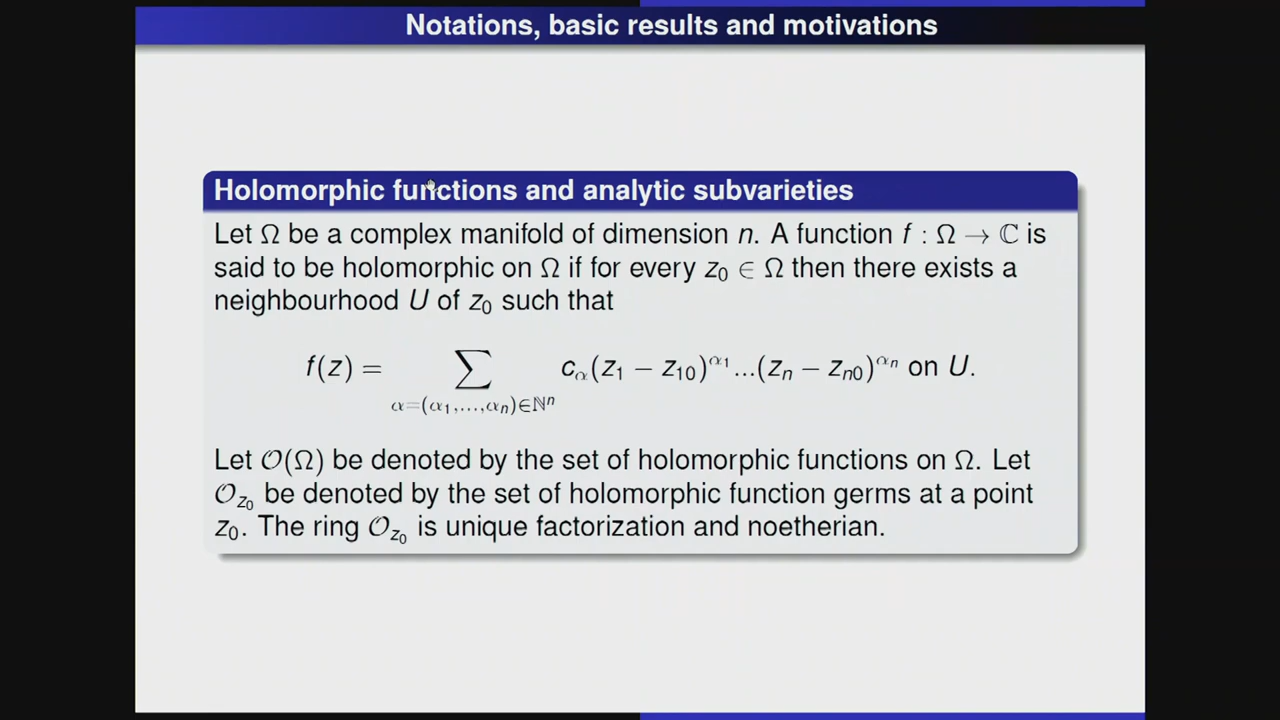 Notations, basic results and motivations
Holomorphic functions and analytic subvarieties
Let Ω be a complex manifold of dimension n. A function f : Ω → ℂ is
said to be holomorphic on Ω if for every z₀ ∈ Ω then there exists a
neighbourhood U of z₀ such that
f(z) = ∑_{α=(α₁,...,αₙ)∈ℕⁿ} c_α(z₁ − z₁₀)^{α₁}...(zₙ − zₙ₀)^{αₙ} on U.
Let 𝒪(Ω) be denoted by the set of holomorphic functions on Ω. Let
𝒪_{z₀} be denoted by the set of holomorphic function germs at a point
z₀. The ring 𝒪_{z₀} is unique factorization and noetherian.